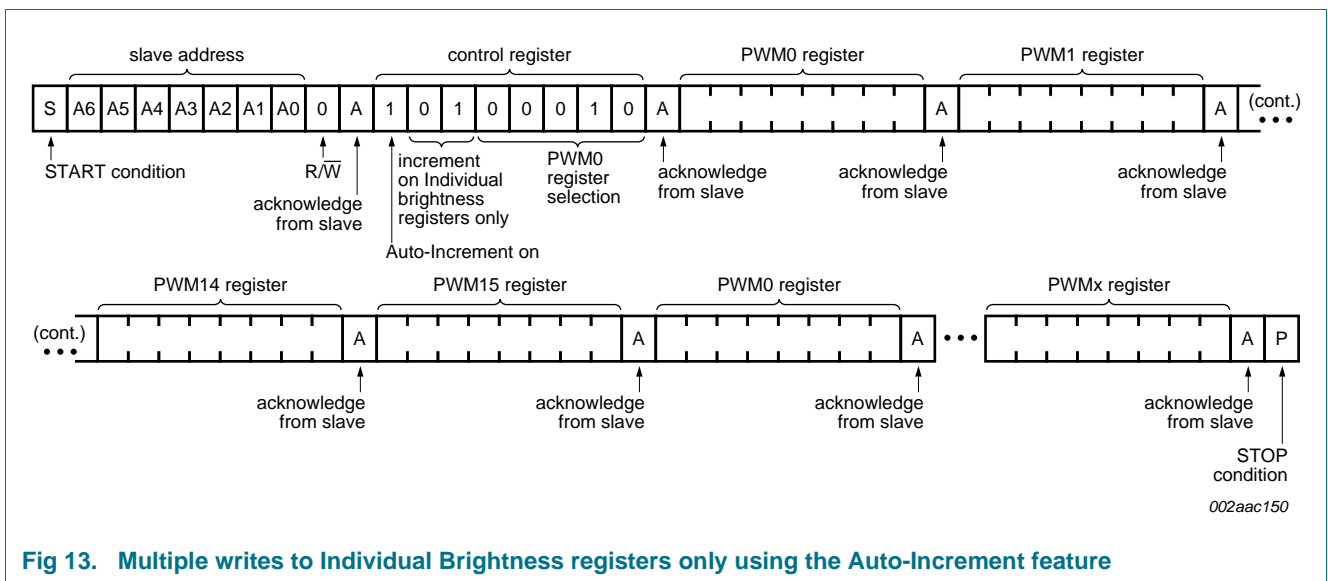 slave address control register PWM0 register PWM1 register
S A6 A5 A4 A3 A2 A1 A0 0 A 1 0 1 0 0 0 1 0 A A A (cont.)
START condition
R/W̅
acknowledge
from slave
increment
on Individual
brightness
registers only
Auto-Increment on
PWM0
register
selection
acknowledge
from slave
acknowledge
from slave
acknowledge
from slave
PWM14 register PWM15 register PWM0 register PWMx register
(cont.) A A A A P
acknowledge
from slave
acknowledge
from slave
acknowledge
from slave
acknowledge
from slave
STOP
condition
002aac150
Fig 13. Multiple writes to Individual Brightness registers only using the Auto-Increment feature